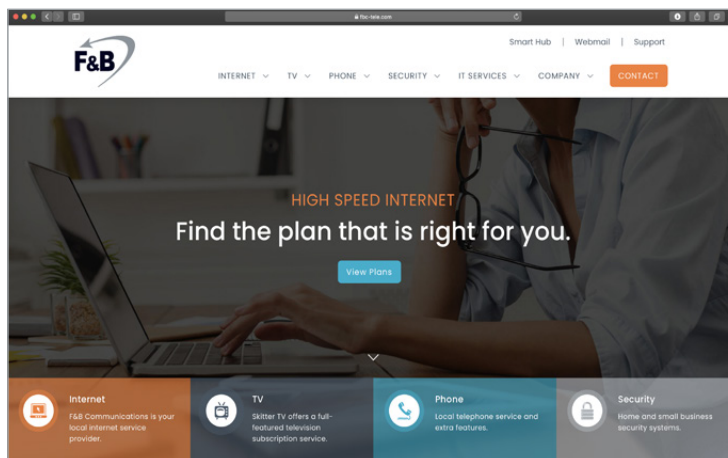 fbc-tele.com
Smart Hub | Webmail | Support
F&B
INTERNET TV PHONE SECURITY IT SERVICES COMPANY CONTACT
HIGH SPEED INTERNET
Find the plan that is right for you.
View Plans
Internet
F&B Communications is your
local internet service
provider.
TV
Skitter TV offers a full-
featured television
subscription service.
Phone
Local telephone service and
extra features.
Security
Home and small business
security systems.